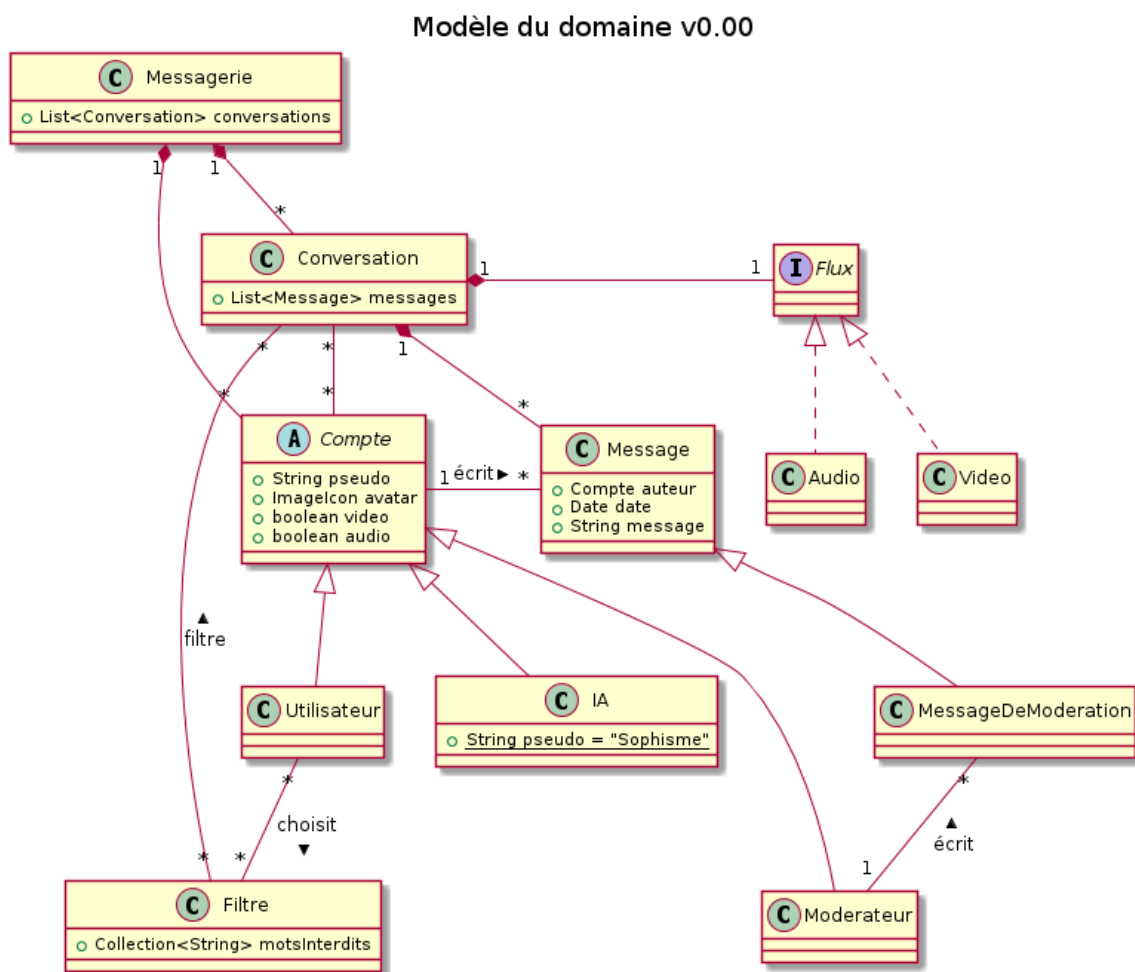 Modèle du domaine v0.00
C Messagerie
List<Conversation> conversations
1
1
*
C Conversation
List<Message> messages
1
1
I Flux
*
*
1
*
*
*
A Compte
String pseudo
ImageIcon avatar
boolean video
boolean audio
1
écrit ►
*
C Message
Compte auteur
Date date
String message
C Audio
C Video
▲
filtre
C Utilisateur
C IA
String pseudo = "Sophisme"
C MessageDeModeration
*
choisit
▼
*
*
*
▲
écrit
1
C Filtre
Collection<String> motsInterdits
C Moderateur